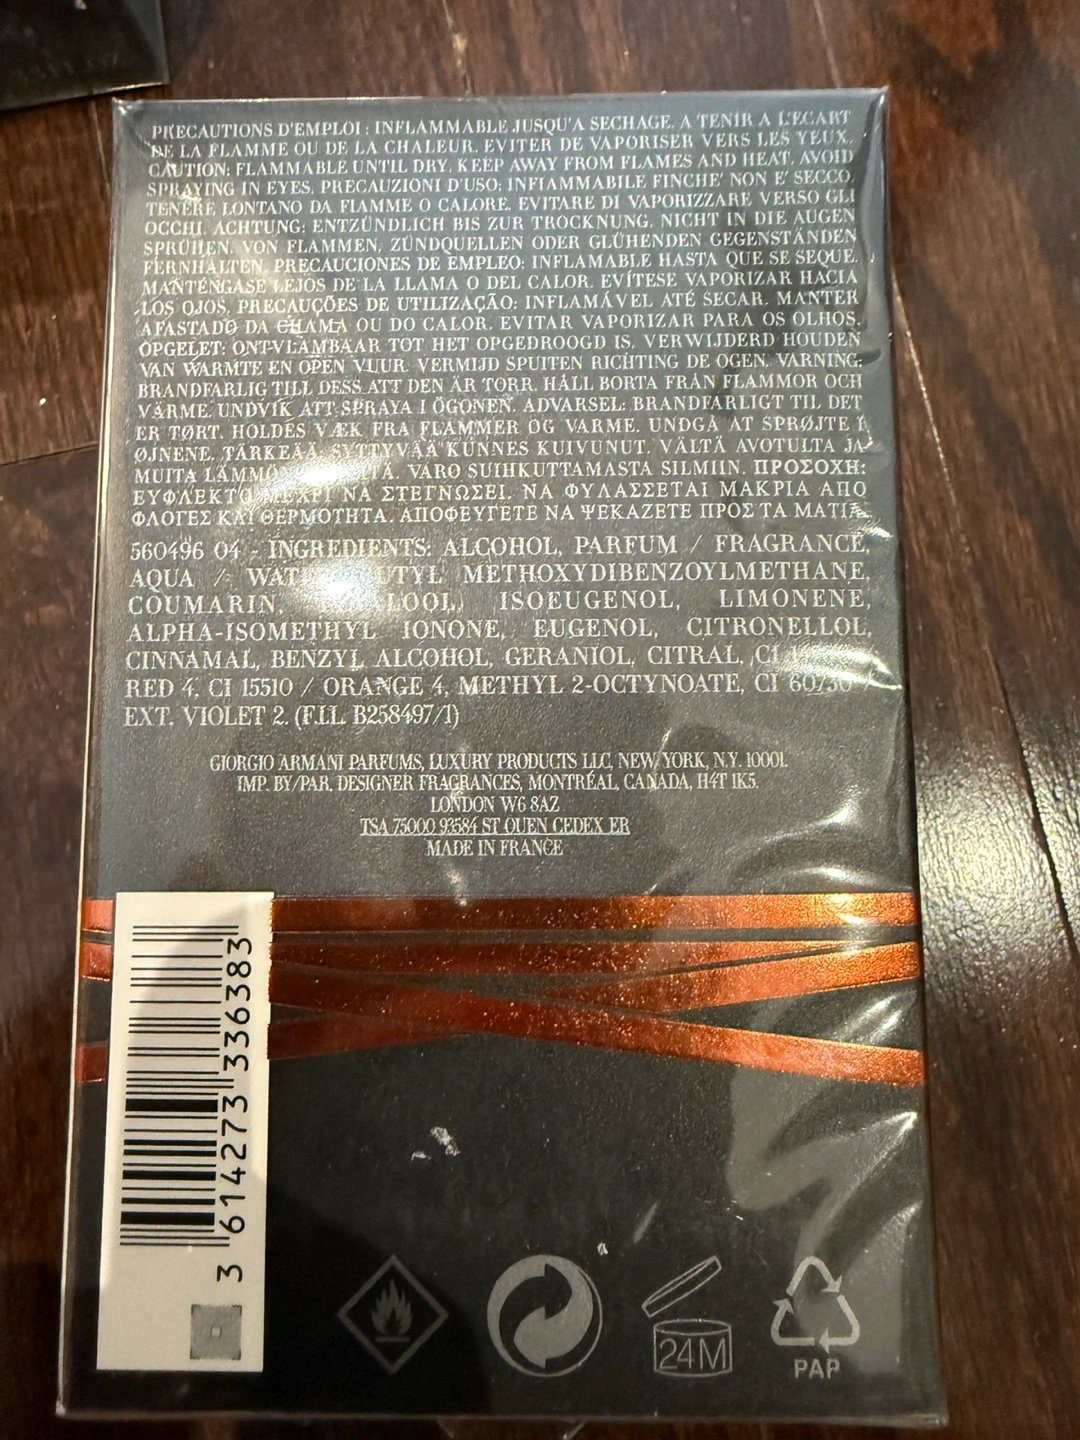 PRECAUTIONS D'EMPLOI : INFLAMMABLE JUSQU'A SECHAGE. A TENIR A L'ECART
DE LA FLAMME OU DE LA CHALEUR. EVITER DE VAPORISER VERS LES YEUX.
CAUTION: FLAMMABLE UNTIL DRY. KEEP AWAY FROM FLAMES AND HEAT. AVOID
SPRAYING IN EYES. PRECAUZIONI D'USO: INFIAMMABILE FINCHE' NON E' SECCO.
TENERE LONTANO DA FIAMME O CALORE. EVITARE DI VAPORIZZARE VERSO GLI
OCCHI. ACHTUNG: ENTZÜNDLICH BIS ZUR TROCKNUNG. NICHT IN DIE AUGEN
SPRÜHEN. VON FLAMMEN, ZÜNDQUELLEN ODER GLÜHENDEN GEGENSTÄNDEN
FERNHALTEN. PRECAUCIONES DE EMPLEO: INFLAMABLE HASTA QUE SE SEQUE.
MANTÉNGASE LEJOS DE LA LLAMA O DEL CALOR. EVÍTESE VAPORIZAR HACIA
LOS OJOS. PRECAUÇÕES DE UTILIZAÇÃO: INFLAMÁVEL ATÉ SECAR. MANTER
AFASTADO DA CHAMA OU DO CALOR. EVITAR VAPORIZAR PARA OS OLHOS.
OPGELET: ONTVLAMBAAR TOT HET OPGEDROOGD IS. VERWIJDERD HOUDEN
VAN WARMTE EN OPEN VUUR. VERMIJD SPUITEN RICHTING DE OGEN. VARNING:
BRANDFARLIG TILL DESS ATT DEN ÄR TORR. HÅLL BORTA FRÅN FLAMMOR OCH
VÄRME. UNDVIK ATT SPRAYA I ÖGONEN. ADVARSEL: BRANDFARLIGT TIL DET
ER TØRT. HOLDES VÆK FRA FLAMMER OG VARME. UNDGÅ AT SPRØJTE I
ØJNENE. TÄRKEÄÄ: SYTTYVÄÄ KUNNES KUIVUNUT. VÄLTÄ AVOTULTA JA
MUITA VARO SUIHKUTTAMASTA SILMIIN. ΠΡΟΣΟΧΗ:
ΕΥΦΛΕΚΤΟ ΜΕΧΡΙ ΝΑ ΣΤΕΓΝΩΣΕΙ. ΝΑ ΦΥΛΑΣΣΕΤΑΙ ΜΑΚΡΙΑ ΑΠΟ
ΦΛΟΓΕΣ ΚΑΙ ΘΕΡΜΟΤΗΤΑ. ΑΠΟΦΕΥΓΕΤΕ ΝΑ ΨΕΚΑΖΕΤΕ ΠΡΟΣ ΤΑ ΜΑΤΙΑ.
560496 04 - INGREDIENTS: ALCOHOL, PARFUM / FRAGRANCE,
AQUA / METHOXYDIBENZOYLMETHANE,
COUMARIN, ISOEUGENOL, LIMONENE,
ALPHA-ISOMETHYL IONONE, EUGENOL, CITRONELLOL,
CINNAMAL, BENZYL ALCOHOL, GERANIOL, CITRAL, CI
RED 4, CI 15510 / ORANGE 4, METHYL 2-OCTYNOATE, CI 60730 /
EXT. VIOLET 2. (F.I.L. B258497/1)
GIORGIO ARMANI PARFUMS, LUXURY PRODUCTS LLC, NEW YORK, N.Y. 10001.
IMP. BY/PAR. DESIGNER FRAGRANCES, MONTRÉAL, CANADA, H4T 1K5.
LONDON W6 8AZ
TSA 75000 93584 ST OUEN CEDEX ER
MADE IN FRANCE
3 614273 336383
24M
PAP